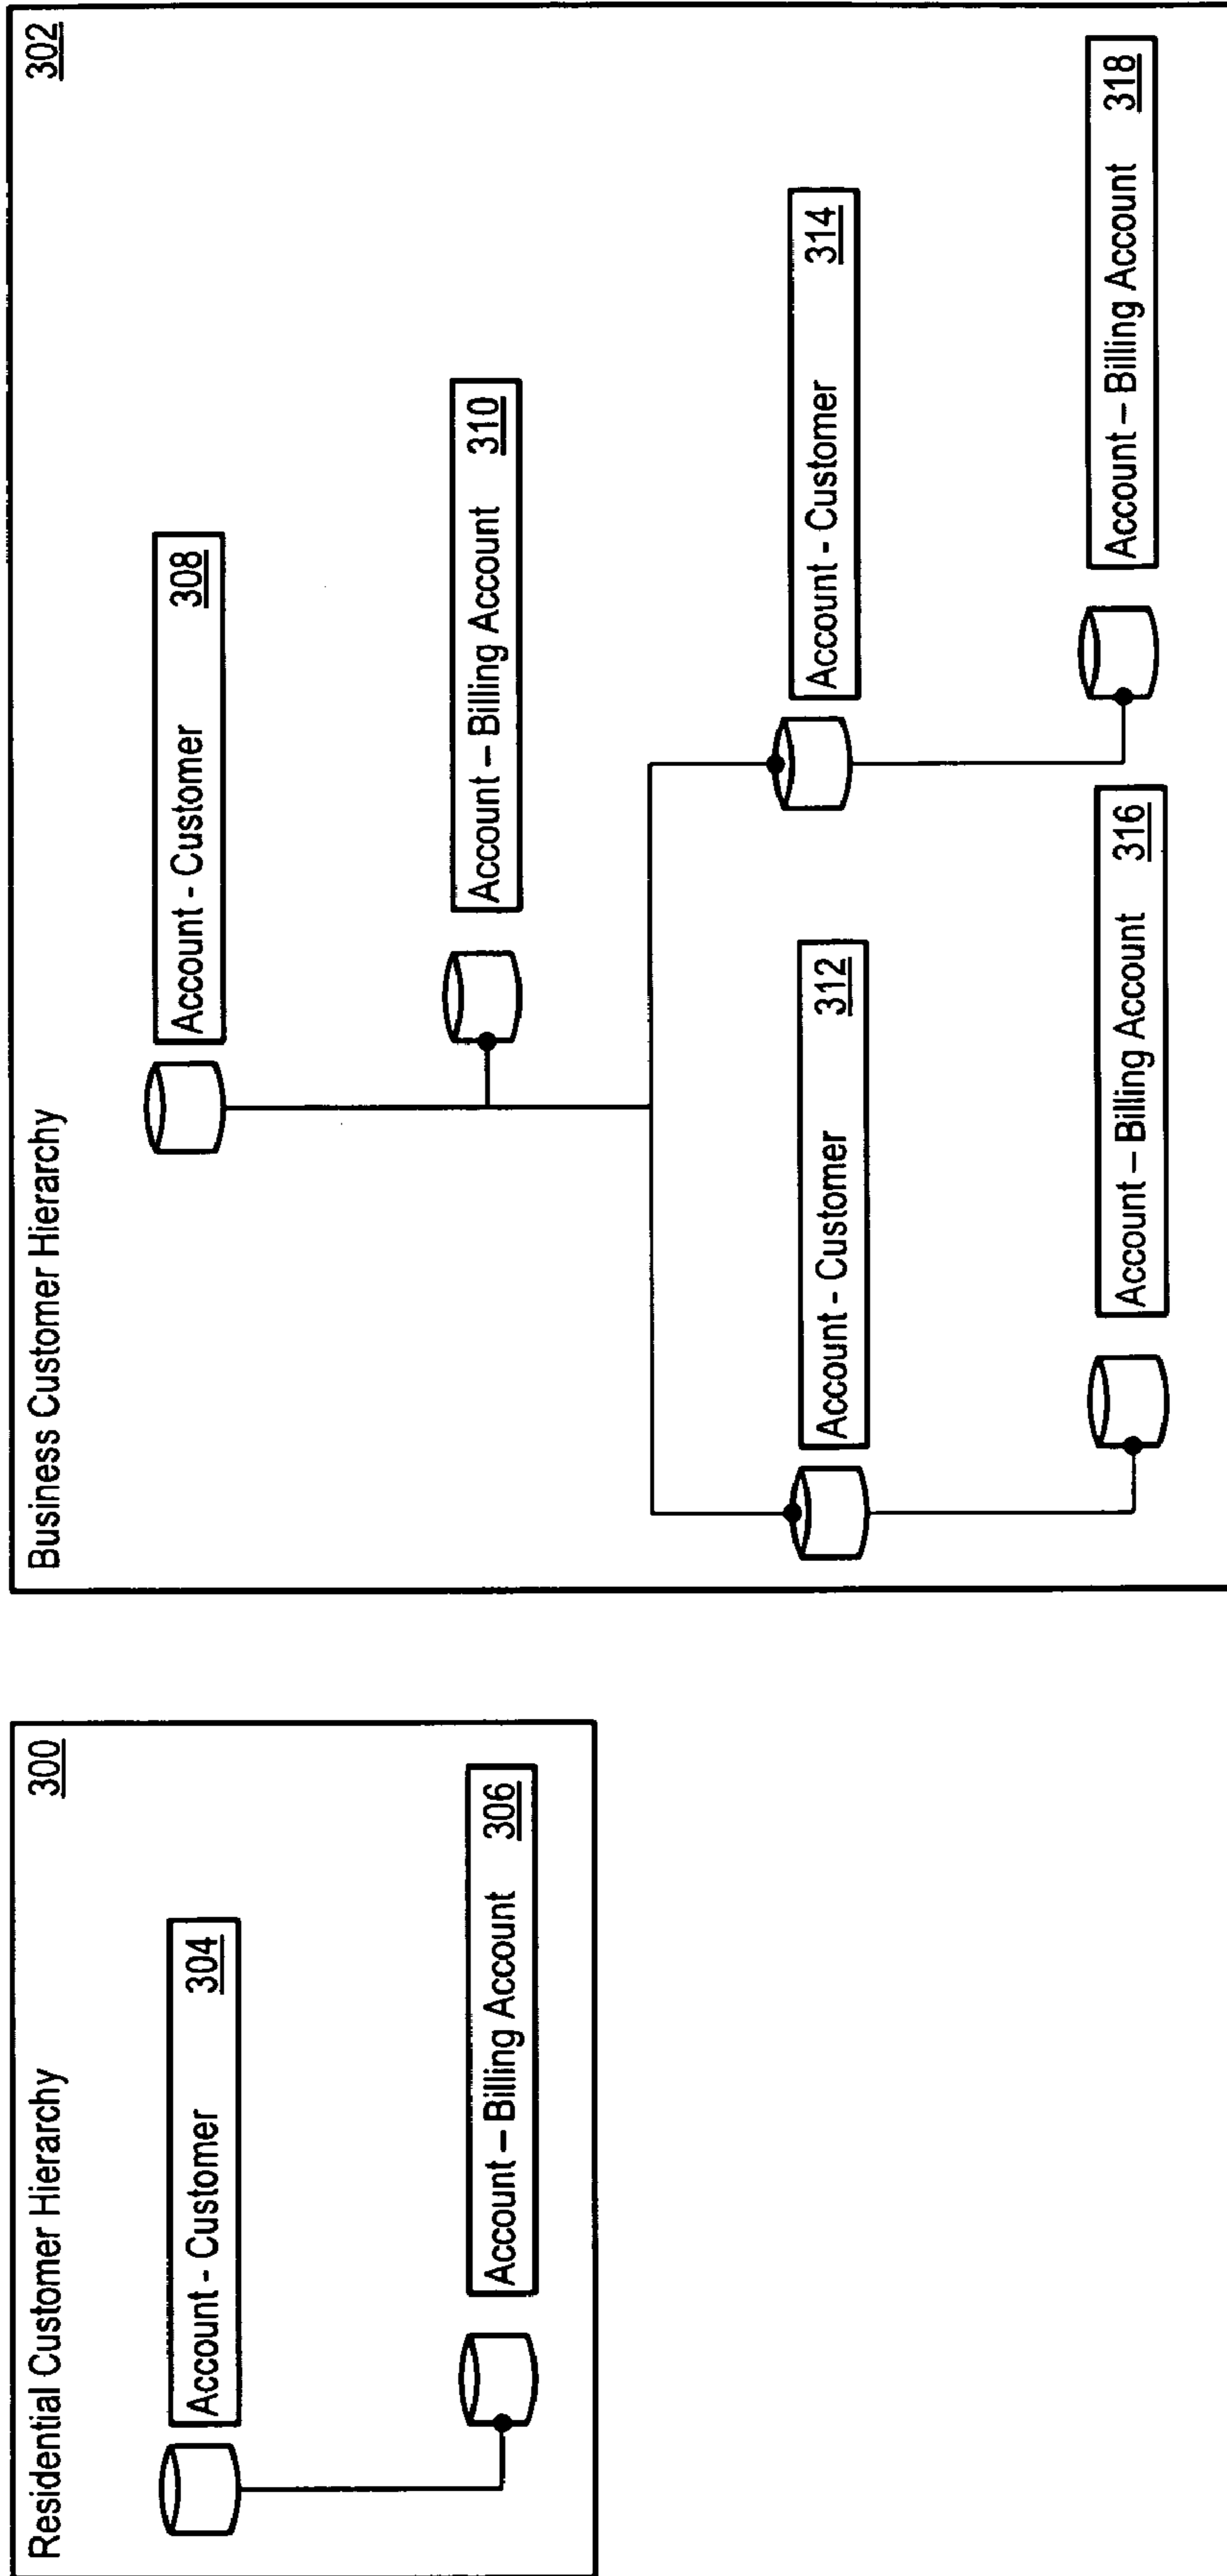 Residential Customer Hierarchy 300
Account - Customer 304
Account – Billing Account 306
Business Customer Hierarchy 302
Account - Customer 308
Account – Billing Account 310
Account - Customer 312
Account - Customer 314
Account – Billing Account 316
Account – Billing Account 318